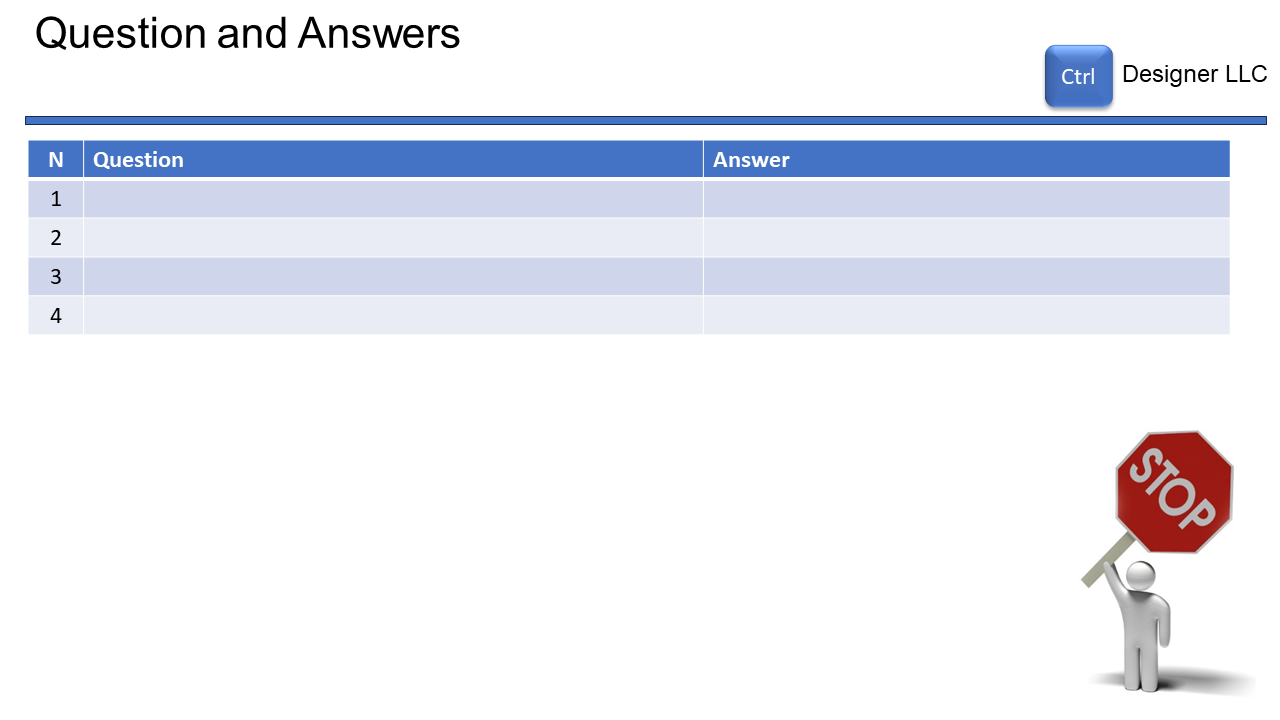 Question and Answers
Ctrl Designer LLC
N Question Answer
1
2
3
4
STOP